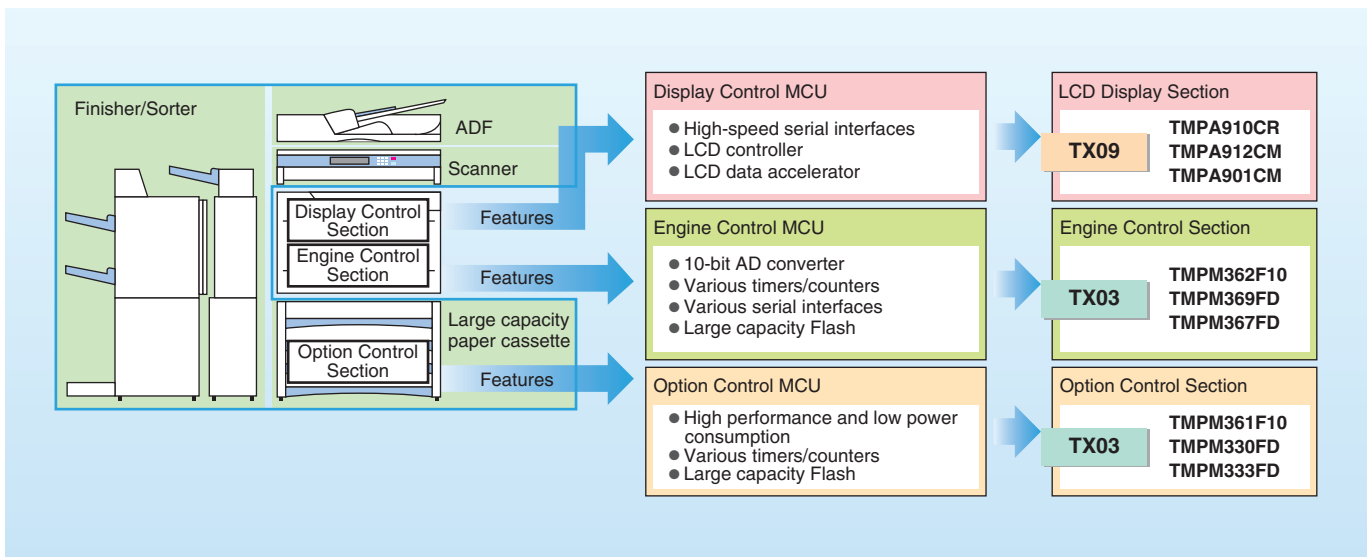 Finisher/Sorter
ADF
Scanner
Display Control
Section
Engine Control
Section
Large capacity
paper cassette
Option Control
Section
Features
Features
Features
Display Control MCU
● High-speed serial interfaces
● LCD controller
● LCD data accelerator
Engine Control MCU
● 10-bit AD converter
● Various timers/counters
● Various serial interfaces
● Large capacity Flash
Option Control MCU
● High performance and low power
consumption
● Various timers/counters
● Large capacity Flash
LCD Display Section
TX09
TMPA910CR
TMPA912CM
TMPA901CM
Engine Control Section
TX03
TMPM362F10
TMPM369FD
TMPM367FD
Option Control Section
TX03
TMPM361F10
TMPM330FD
TMPM333FD